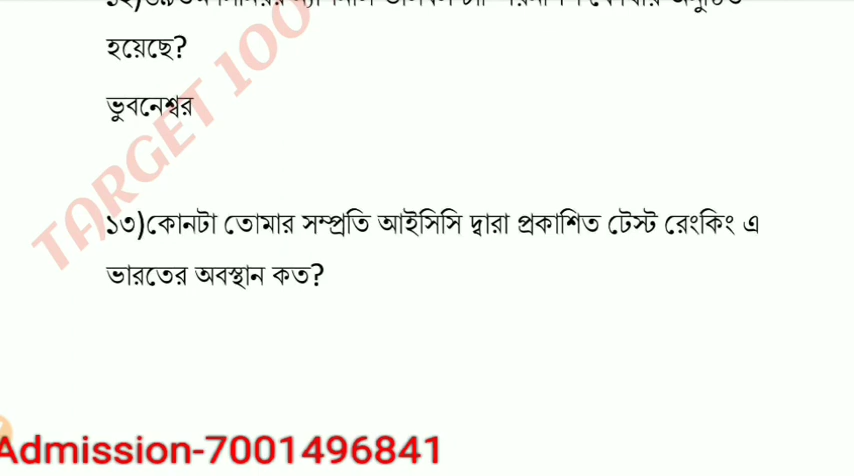 হয়েছে?
ভুবনেশ্বর
১৩)কোনটা তোমার সম্প্রতি আইসিসি দ্বারা প্রকাশিত টেস্ট রেংকিং এ
ভারতের অবস্থান কত?
TARGET 100
Admission-7001496841